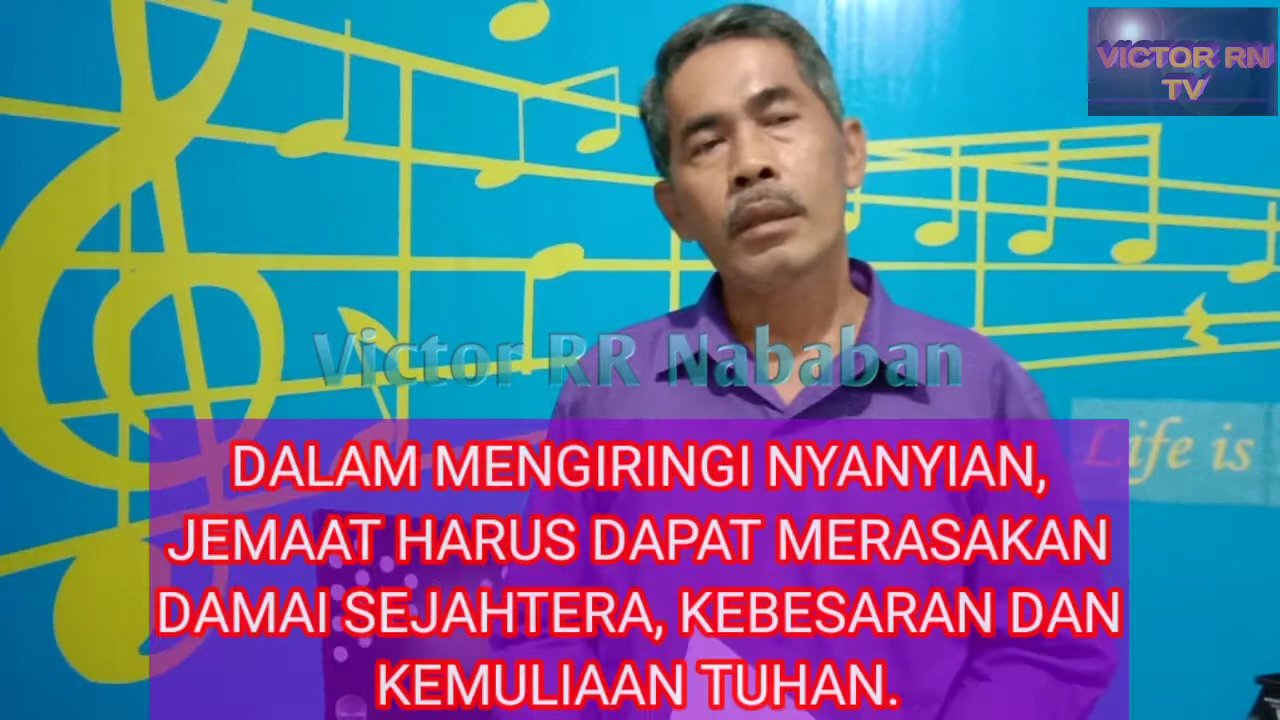 VICTOR RN
TV
Victor RR Nababan
Life is
DALAM MENGIRINGI NYANYIAN,
JEMAAT HARUS DAPAT MERASAKAN
DAMAI SEJAHTERA, KEBESARAN DAN
KEMULIAAN TUHAN.